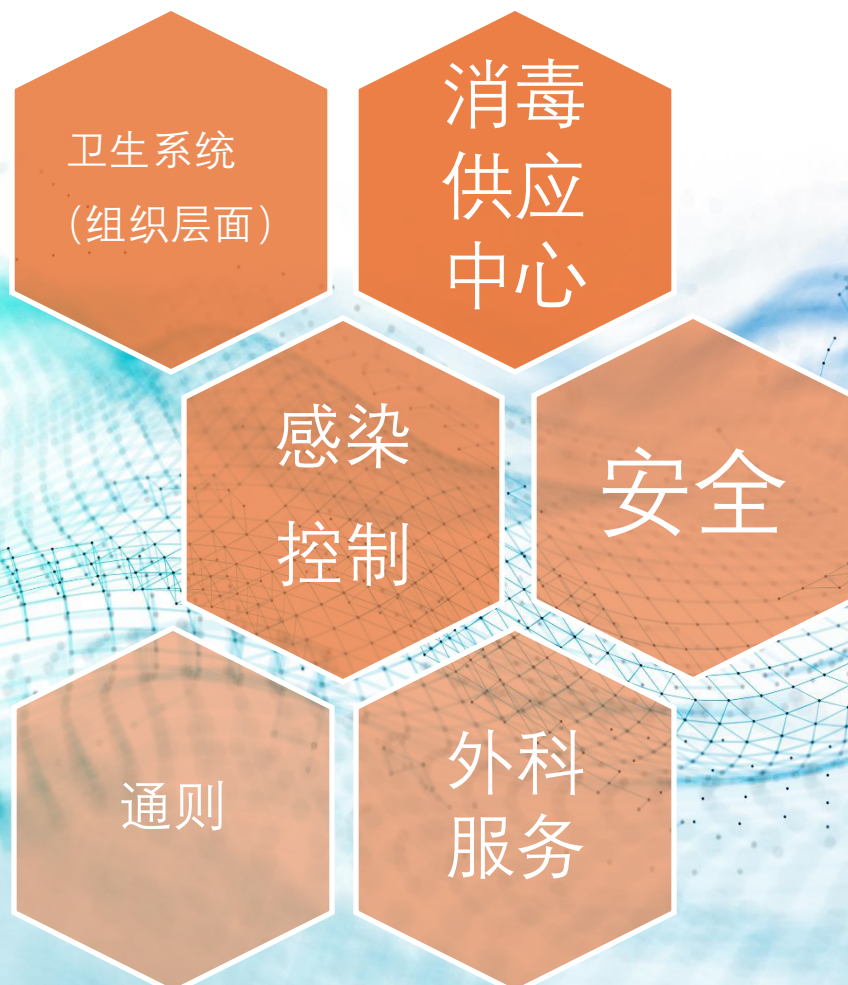 卫生系统
（组织层面）
消毒
供应
中心
感染
控制
安全
通则
外科
服务